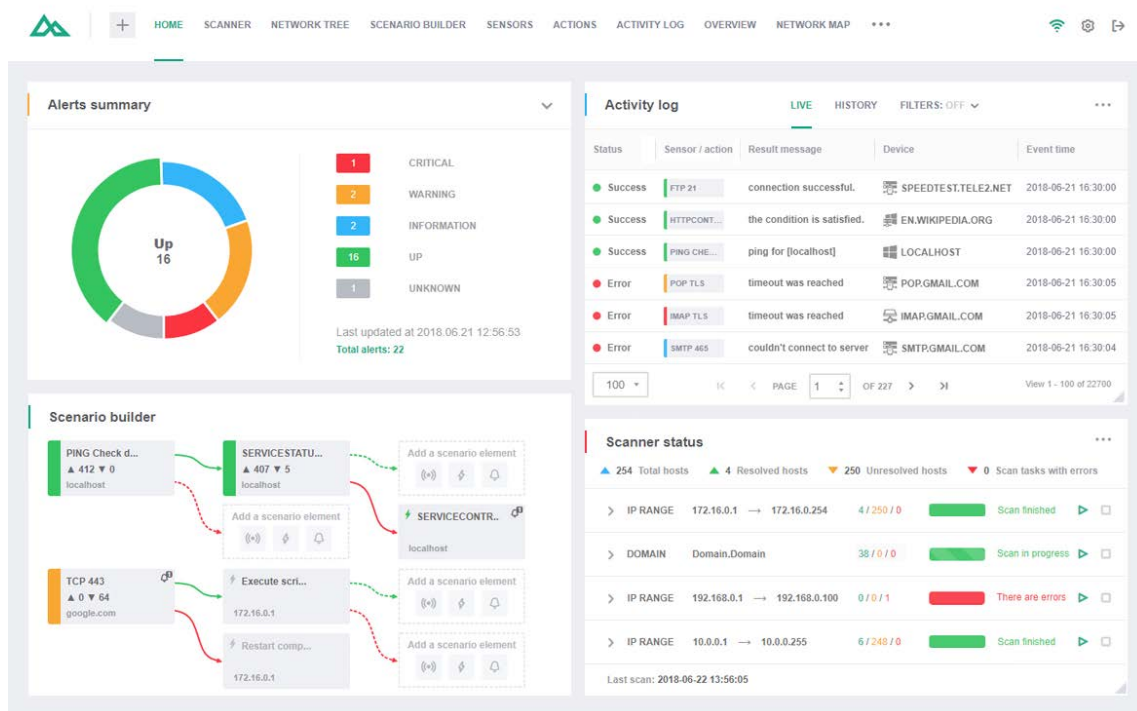 HOME SCANNER NETWORK TREE SCENARIO BUILDER SENSORS ACTIONS ACTIVITY LOG OVERVIEW NETWORK MAP
Alerts summary
Up
16
1 CRITICAL
2 WARNING
2 INFORMATION
16 UP
1 UNKNOWN
Last updated at 2018.06.21 12:56:53
Total alerts: 22
Activity log LIVE HISTORY FILTERS: OFF
Status Sensor / action Result message Device Event time
Success FTP 21 connection successful. SPEEDTEST.TELE2.NET 2018-06-21 16:30:00
Success HTTPCONT... the condition is satisfied. EN.WIKIPEDIA.ORG 2018-06-21 16:30:00
Success PING CHE... ping for [localhost] LOCALHOST 2018-06-21 16:30:00
Error POP TLS timeout was reached POP.GMAIL.COM 2018-06-21 16:30:05
Error IMAP TLS timeout was reached IMAP.GMAIL.COM 2018-06-21 16:30:05
Error SMTP 465 couldn't connect to server SMTP.GMAIL.COM 2018-06-21 16:30:04
100 PAGE 1 OF 227 View 1 - 100 of 22700
Scenario builder
PING Check d...
▲ 412 ▼ 0
localhost
SERVICESTATU...
▲ 407 ▼ 5
localhost
Add a scenario element
Add a scenario element
SERVICECONTR..
localhost
TCP 443
▲ 0 ▼ 64
google.com
Execute scri...
172.16.0.1
Add a scenario element
Restart comp...
172.16.0.1
Add a scenario element
Scanner status
▲ 254 Total hosts ▲ 4 Resolved hosts ▼ 250 Unresolved hosts ▼ 0 Scan tasks with errors
IP RANGE 172.16.0.1 → 172.16.0.254 4 / 250 / 0 Scan finished
DOMAIN Domain.Domain 38 / 0 / 0 Scan in progress
IP RANGE 192.168.0.1 → 192.168.0.100 0 / 0 / 1 There are errors
IP RANGE 10.0.0.1 → 10.0.0.255 6 / 248 / 0 Scan finished
Last scan: 2018-06-22 13:56:05